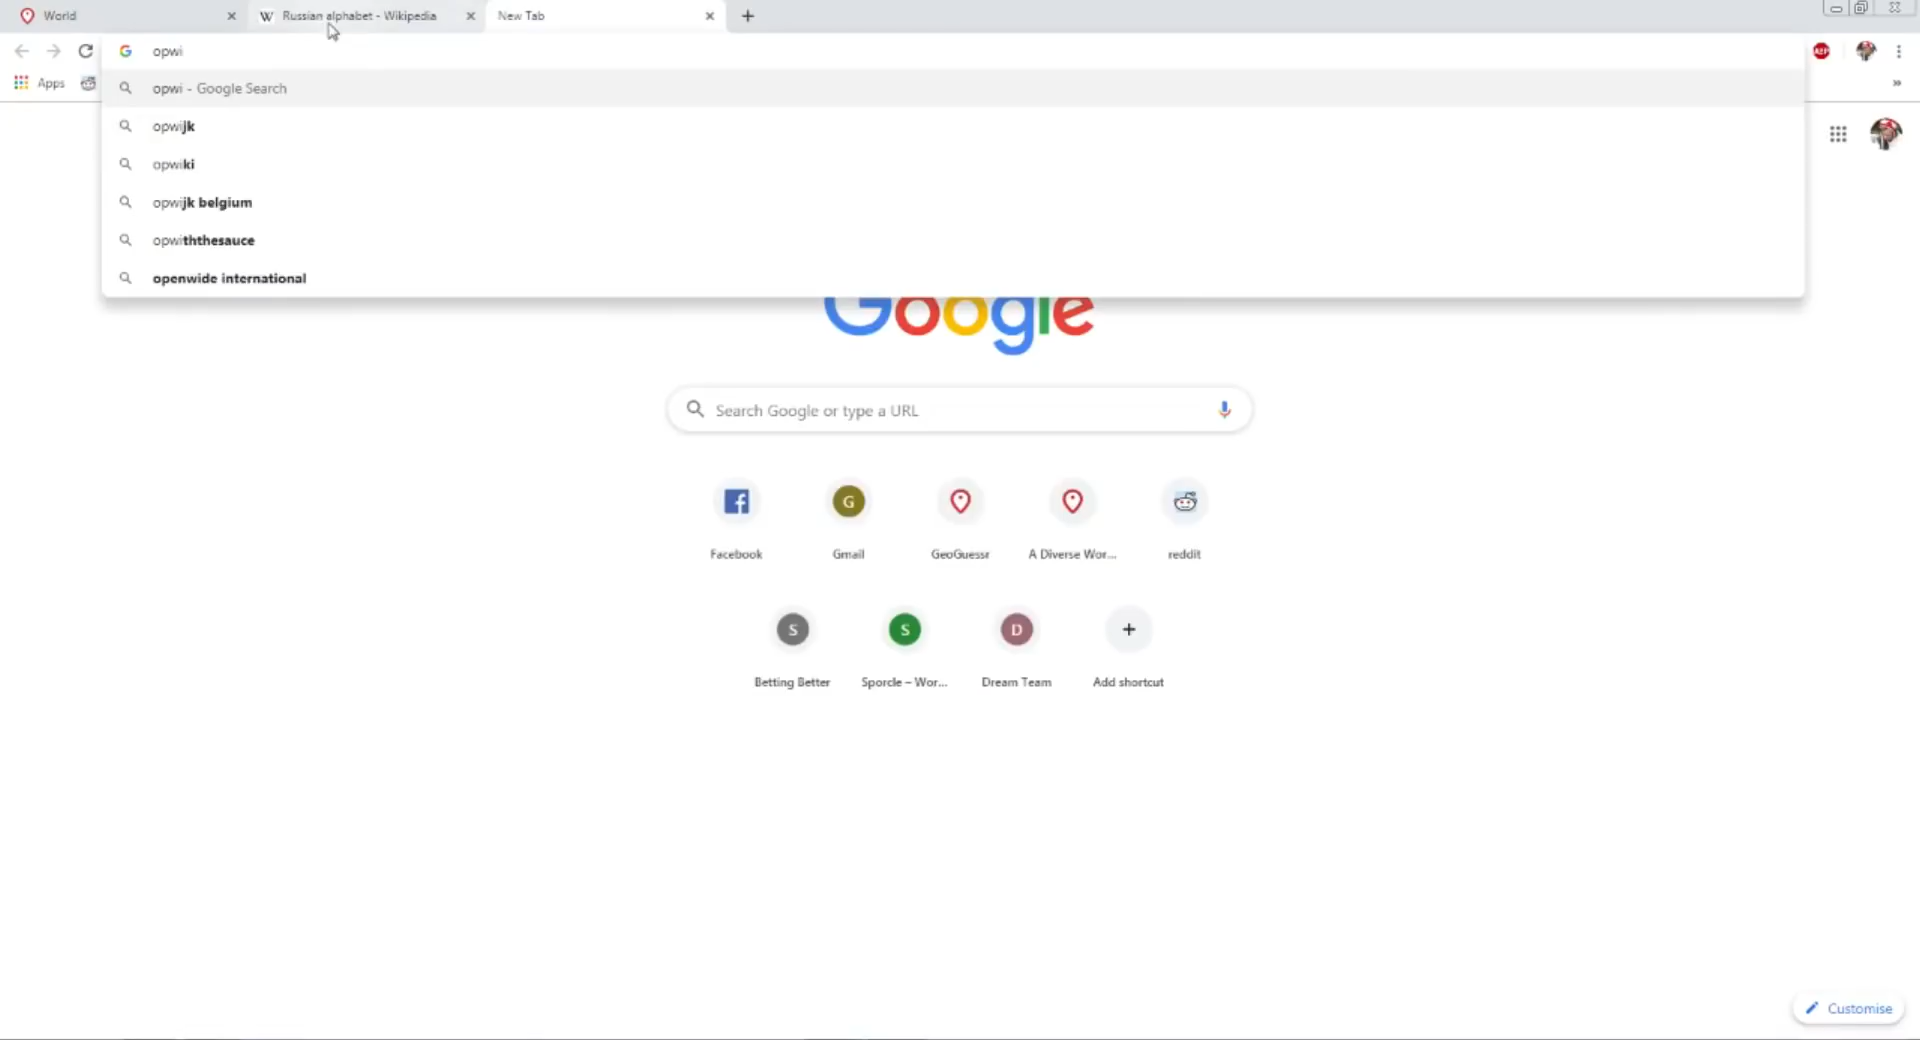 World
Russian alphabet - Wikipedia
New Tab
opwi
ABP
Apps
opwi - Google Search
opwijk
opwiki
opwijk belgium
opwiththesauce
openwide international
Google
Search Google or type a URL
G
Facebook
Gmail
GeoGuessr
A Diverse Wor...
reddit
S
S
D
Betting Better
Sporcle – Wor...
Dream Team
Add shortcut
Customise